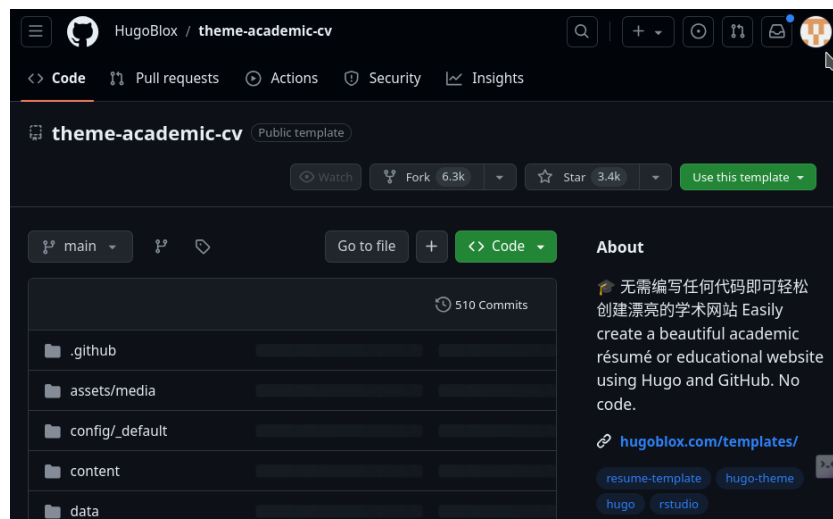 HugoBlox / theme-academic-cv
Code Pull requests Actions Security Insights
theme-academic-cv Public template
Watch Fork 6.3k Star 3.4k Use this template
main Go to file + Code
510 Commits
.github
assets/media
config/_default
content
data
About
🎓 无需编写任何代码即可轻松
创建漂亮的学术网站 Easily
create a beautiful academic
résumé or educational website
using Hugo and GitHub. No
code.
hugoblox.com/templates/
resume-template hugo-theme
hugo rstudio